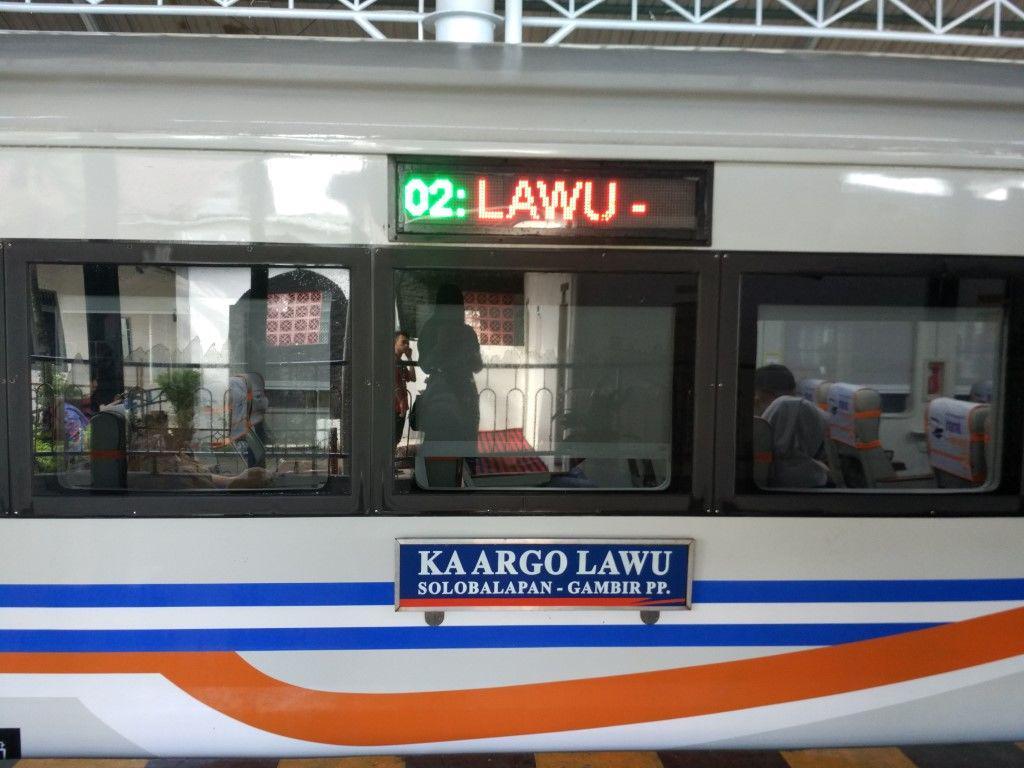 02: LAWU -
KA ARGO LAWU
SOLOBALAPAN - GAMBIR PP.